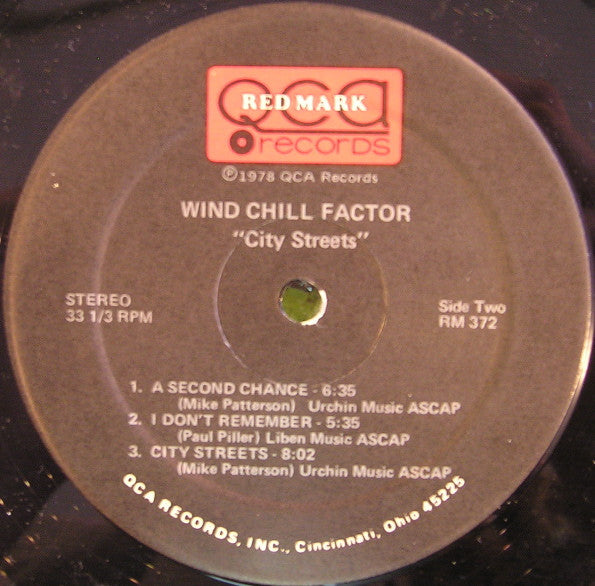 QCA
RED MARK
records
Ⓟ1978 QCA Records
WIND CHILL FACTOR
"City Streets"
STEREO
33 1/3 RPM
Side Two
RM 372
1. A SECOND CHANCE - 6:35
(Mike Patterson) Urchin Music ASCAP
2. I DON'T REMEMBER - 5:35
(Paul Piller) Liben Music ASCAP
3. CITY STREETS - 8:02
(Mike Patterson) Urchin Music ASCAP
QCA RECORDS, INC., Cincinnati, Ohio 45225